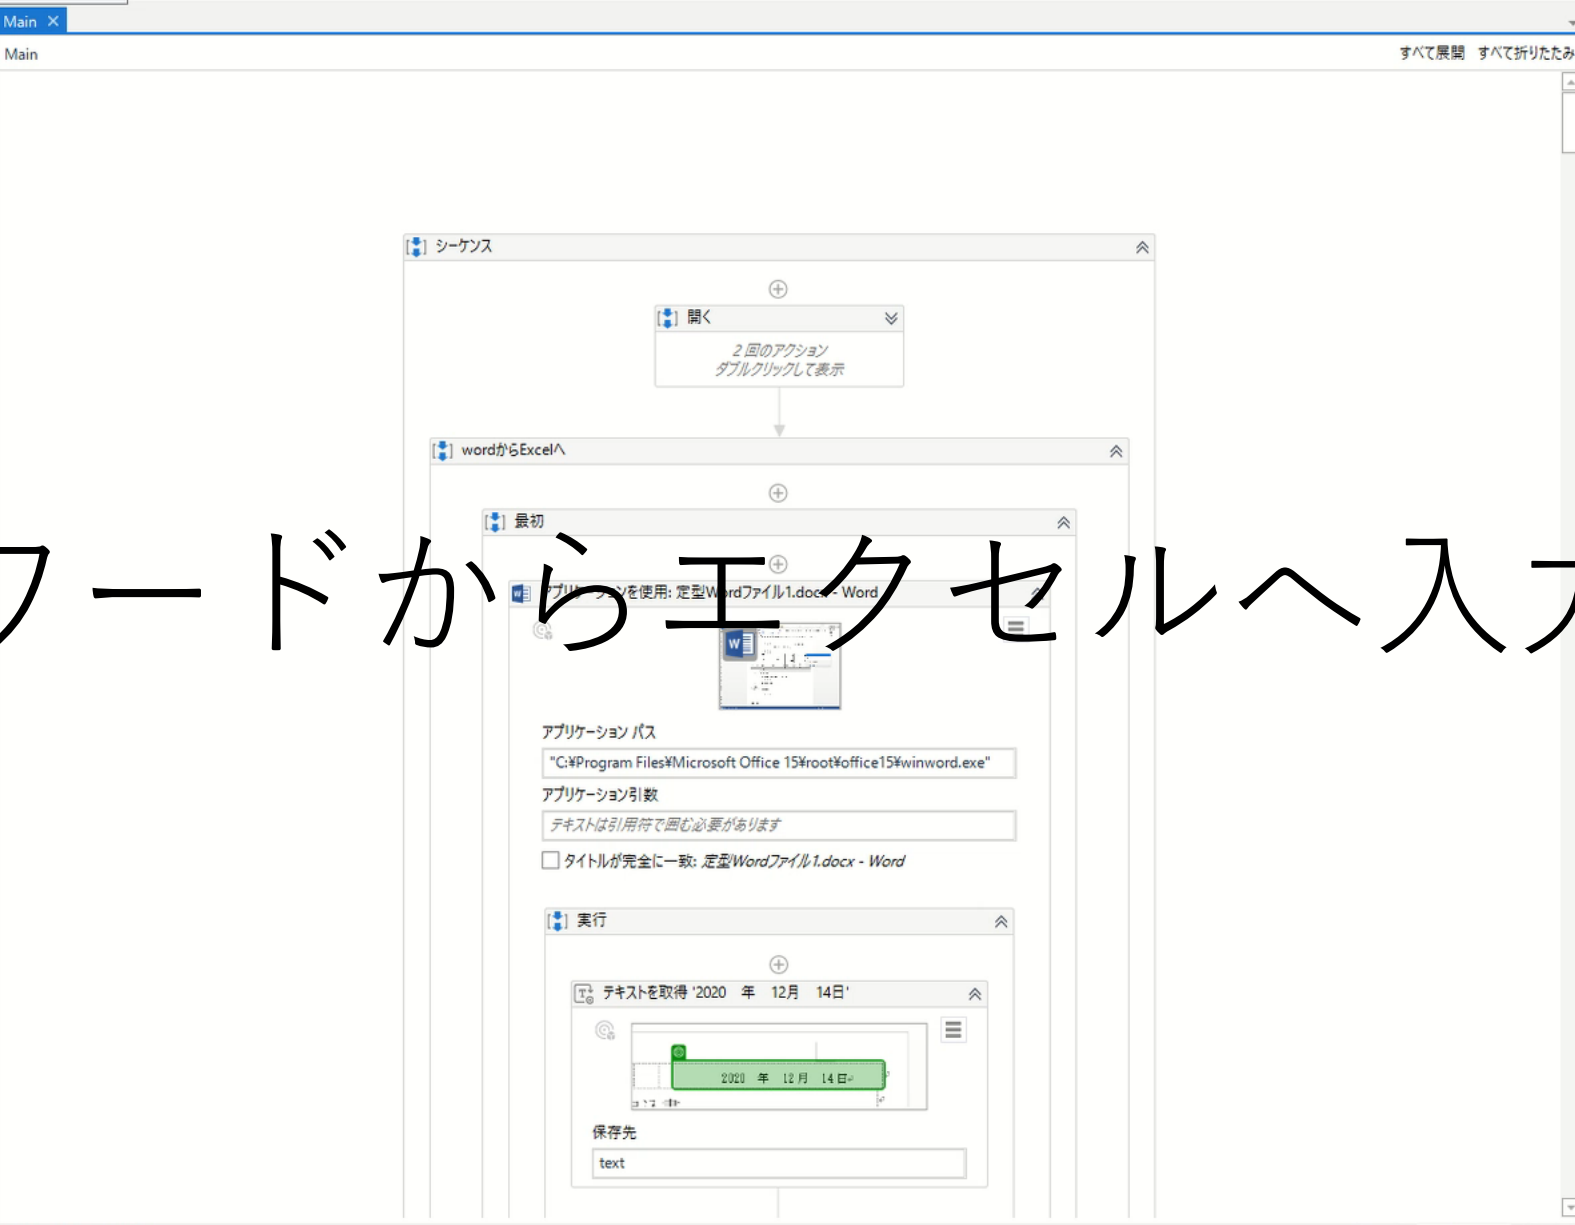 Main
Main
すべて展開 すべて折りたたみ
シーケンス
開く
2 回のアクション
ダブルクリックして表示
wordからExcelへ
最初
ワードからエクセルへ入力
アプリケーションを使用: 定型Wordファイル1.docx - Word
アプリケーション パス
"C:¥Program Files¥Microsoft Office 15¥root¥office15¥winword.exe"
アプリケーション引数
テキストは引用符で囲む必要があります
タイトルが完全に一致: 定型Wordファイル1.docx - Word
実行
テキストを取得 '2020 年 12月 14日'
2020 年 12月 14日
保存先
text